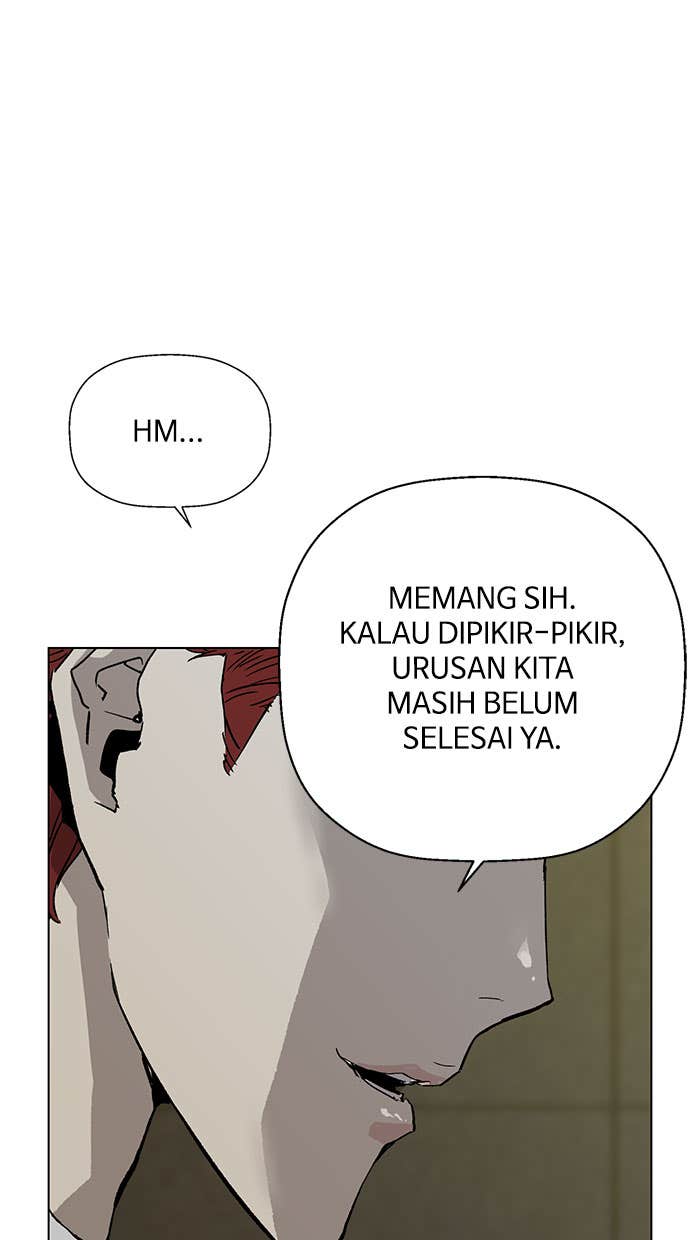 HM...
MEMANG SIH.
KALAU DIPIKIR-PIKIR,
URUSAN KITA
MASIH BELUM
SELESAI YA.